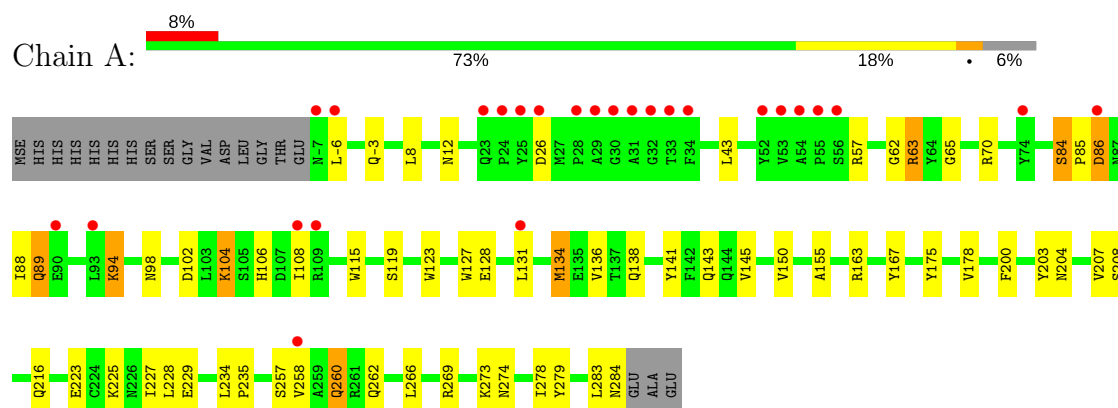 8%
Chain A:
73% 18% • 6%
MSE HIS HIS HIS HIS HIS HIS SER SER GLY VAL ASP LEU GLY THR GLU N-7 L-6 Q-3 L8 N12 Q23 P24 Y25 D26 M27 P28 A29 G30 A31 G32 T33 F34 L43 Y52 V53 A54 P55 S56 R57 G62 R63 Y64 G65 R70 Y74 S84 P85 D86 N87
I88 Q89 E90 L93 K94 N98 D102 L103 K104 S105 H106 D107 I108 R109 W115 S119 W123 W127 E128 L131 M134 E135 V136 T137 Q138 Y141 F142 Q143 Q144 V145 V150 A155 R163 Y167 Y175 V178 F200 Y203 N204 V207 S208
Q216 E223 C224 K225 N226 I227 L228 E229 L234 P235 S257 V258 A259 Q260 R261 Q262 L266 R269 K273 N274 I278 Y279 L283 N284 GLU ALA GLU